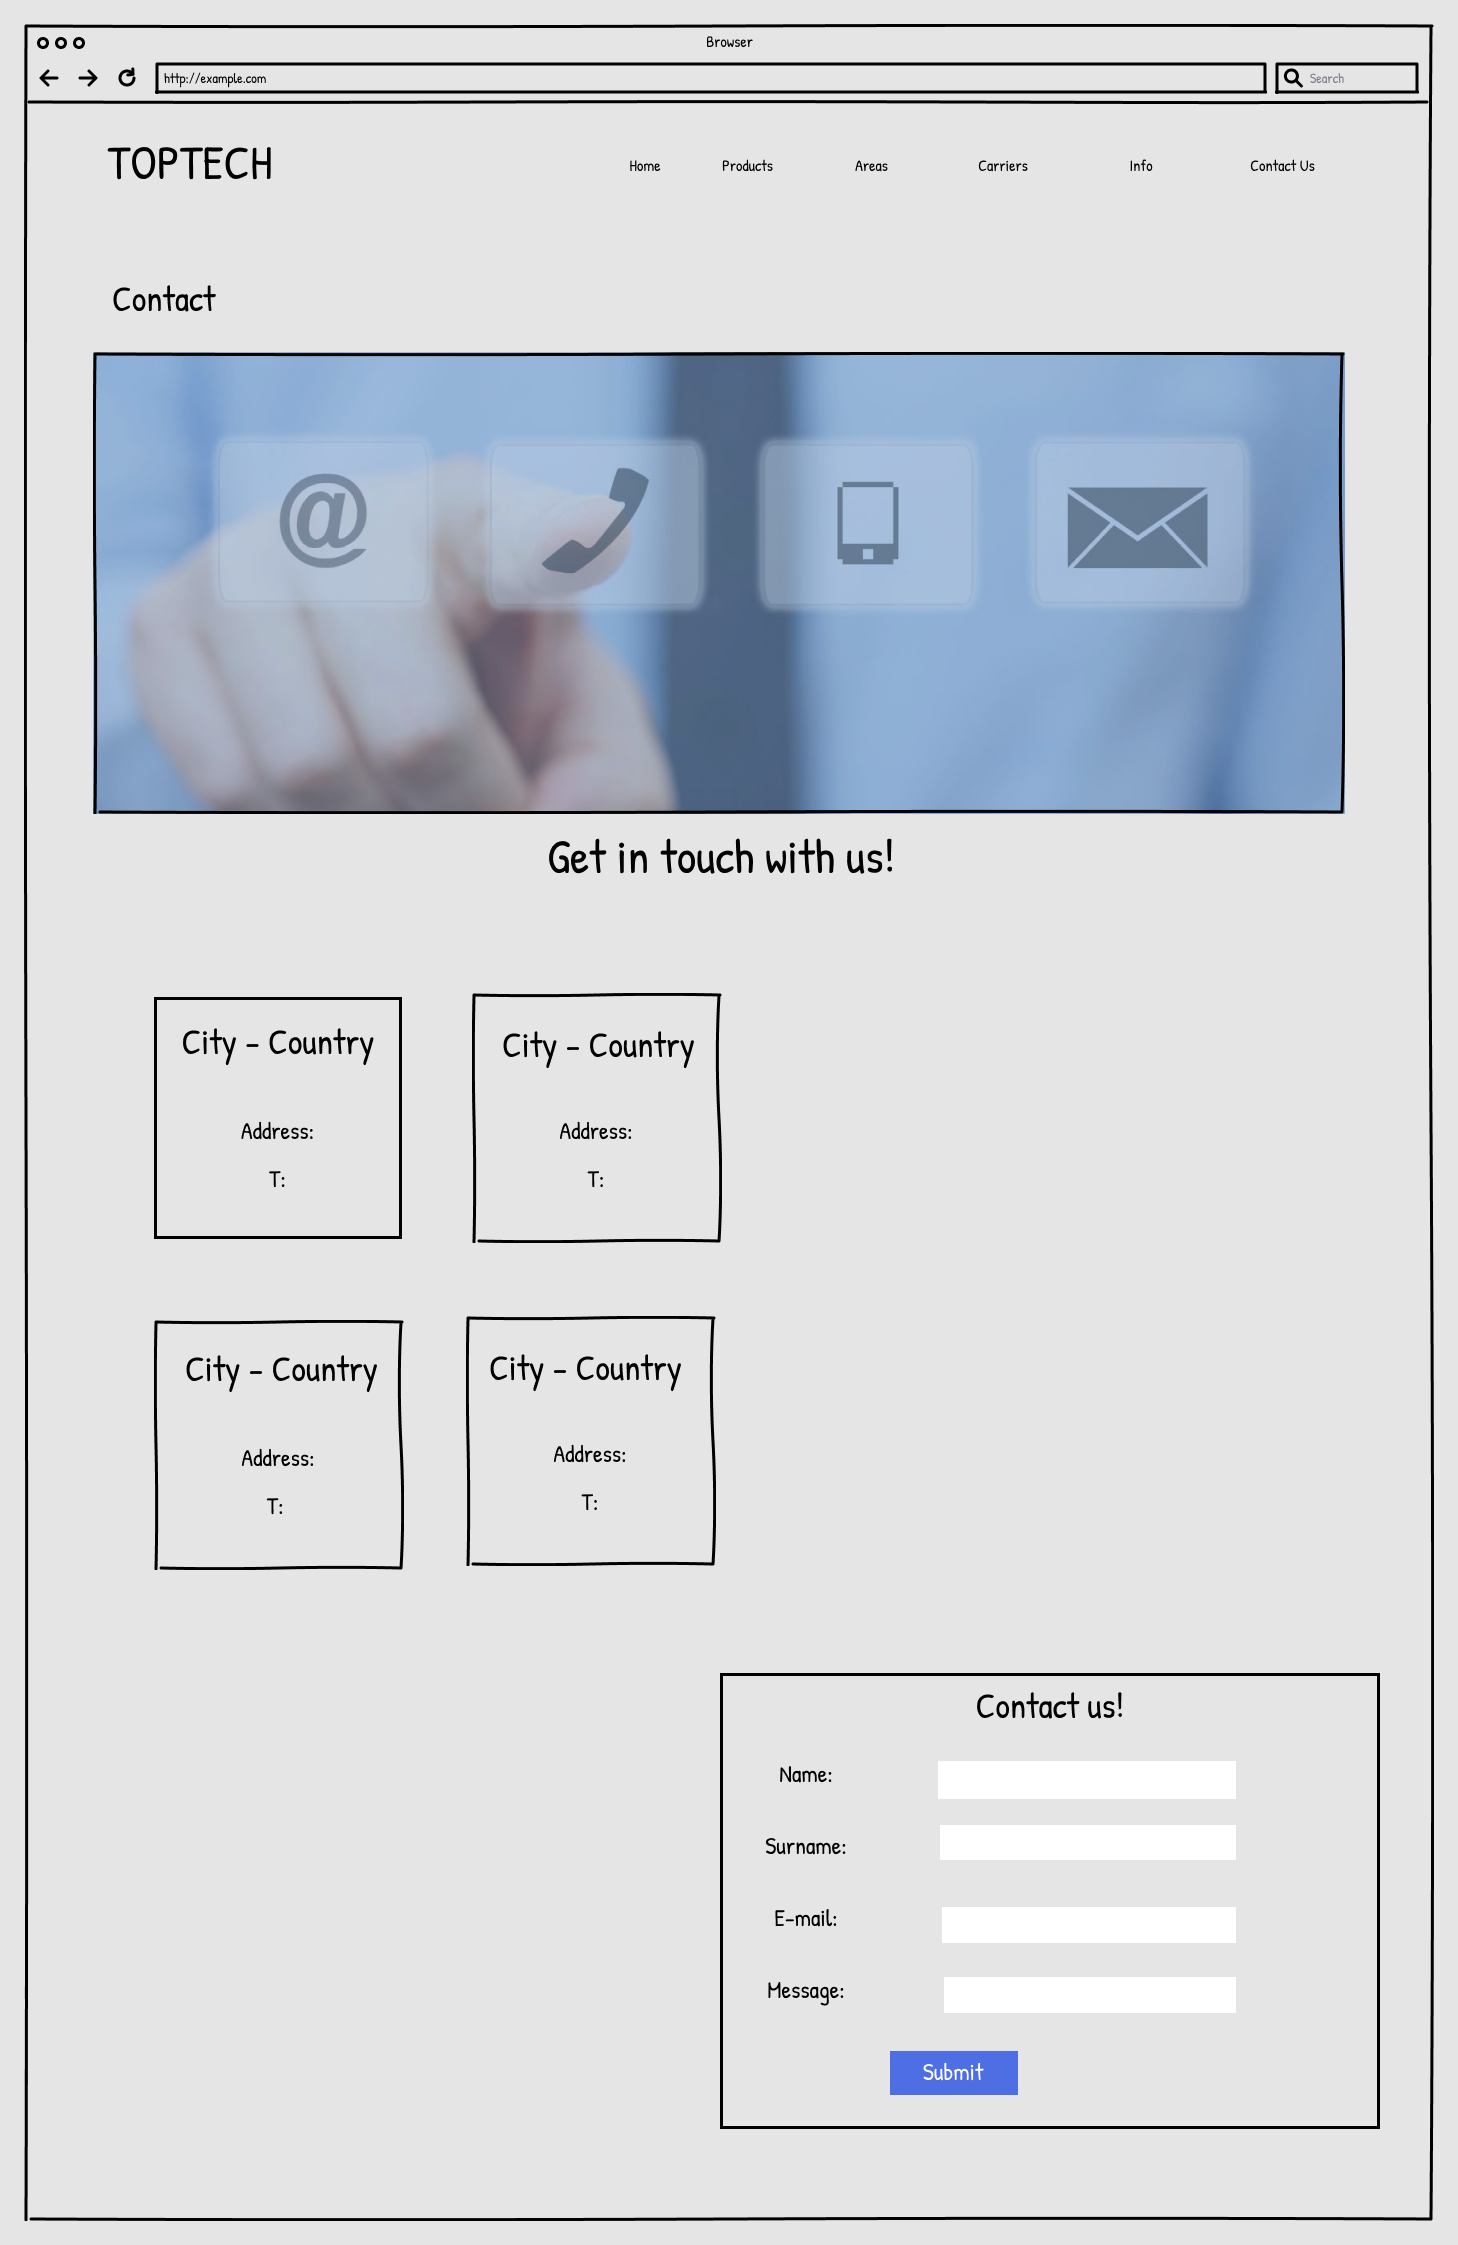 Browser
http://example.com
Search
TOPTECH
Home
Products
Areas
Carriers
Info
Contact Us
Contact
@
Get in touch with us!
City - Country
Address:
T:
City - Country
Address:
T:
City - Country
Address:
T:
City - Country
Address:
T:
Contact us!
Name:
Surname:
E-mail:
Message:
Submit